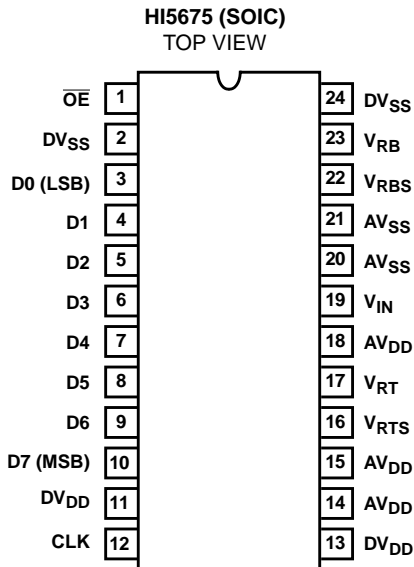 HI5675 (SOIC)
TOP VIEW
OE 1 24 DVSS
DVSS 2 23 VRB
D0 (LSB) 3 22 VRBS
D1 4 21 AVSS
D2 5 20 AVSS
D3 6 19 VIN
D4 7 18 AVDD
D5 8 17 VRT
D6 9 16 VRTS
D7 (MSB) 10 15 AVDD
DVDD 11 14 AVDD
CLK 12 13 DVDD